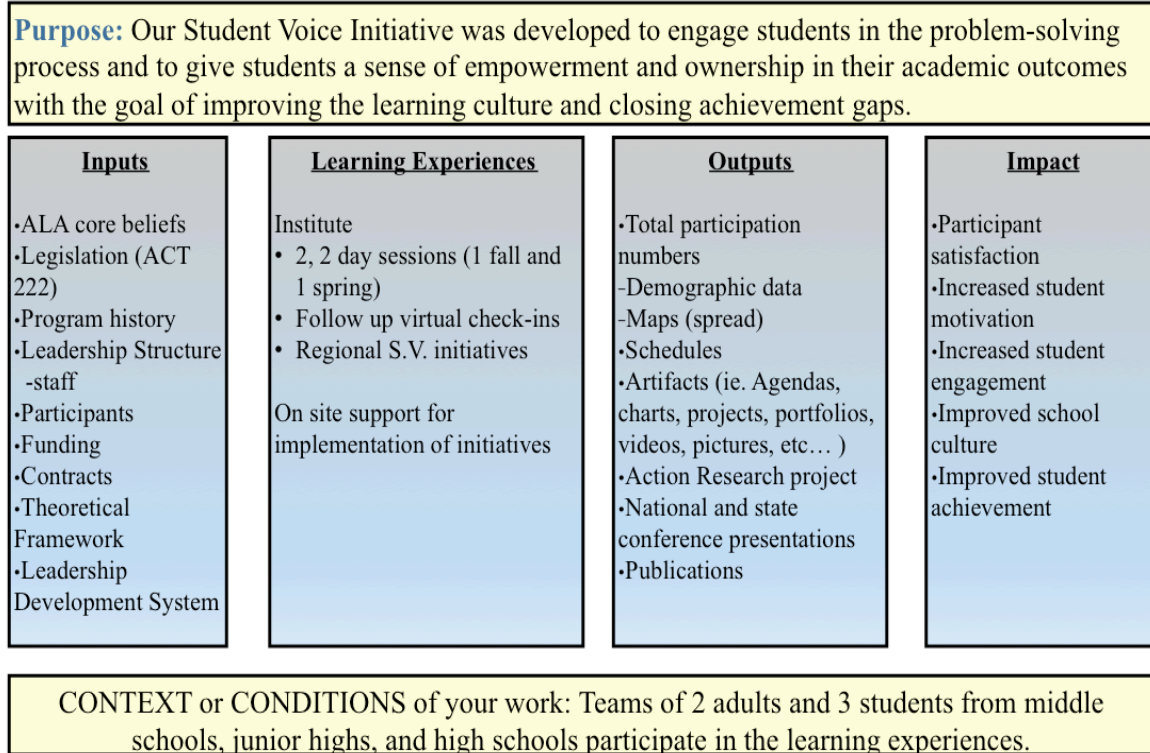 Purpose: Our Student Voice Initiative was developed to engage students in the problem-solving
process and to give students a sense of empowerment and ownership in their academic outcomes
with the goal of improving the learning culture and closing achievement gaps.
Inputs
•ALA core beliefs
•Legislation (ACT
222)
•Program history
•Leadership Structure
-staff
•Participants
•Funding
•Contracts
•Theoretical
Framework
•Leadership
Development System
Learning Experiences
Institute
• 2, 2 day sessions (1 fall and
1 spring)
• Follow up virtual check-ins
• Regional S.V. initiatives
On site support for
implementation of initiatives
Outputs
•Total participation
numbers
-Demographic data
-Maps (spread)
•Schedules
•Artifacts (ie. Agendas,
charts, projects, portfolios,
videos, pictures, etc… )
•Action Research project
•National and state
conference presentations
•Publications
Impact
•Participant
satisfaction
•Increased student
motivation
•Increased student
engagement
•Improved school
culture
•Improved student
achievement
CONTEXT or CONDITIONS of your work: Teams of 2 adults and 3 students from middle
schools, junior highs, and high schools participate in the learning experiences.